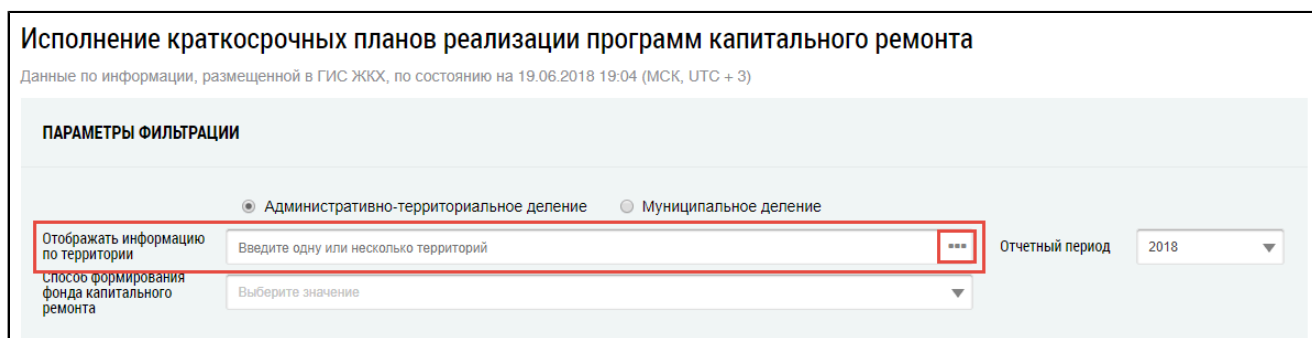 Исполнение краткосрочных планов реализации программ капитального ремонта
Данные по информации, размещенной в ГИС ЖКХ, по состоянию на 19.06.2018 19:04 (МСК, UTC + 3)
ПАРАМЕТРЫ ФИЛЬТРАЦИИ
Административно-территориальное деление Муниципальное деление
Отображать информацию
по территории
Введите одну или несколько территорий
Отчетный период 2018
Способ формирования
фонда капитального
ремонта
Выберите значение